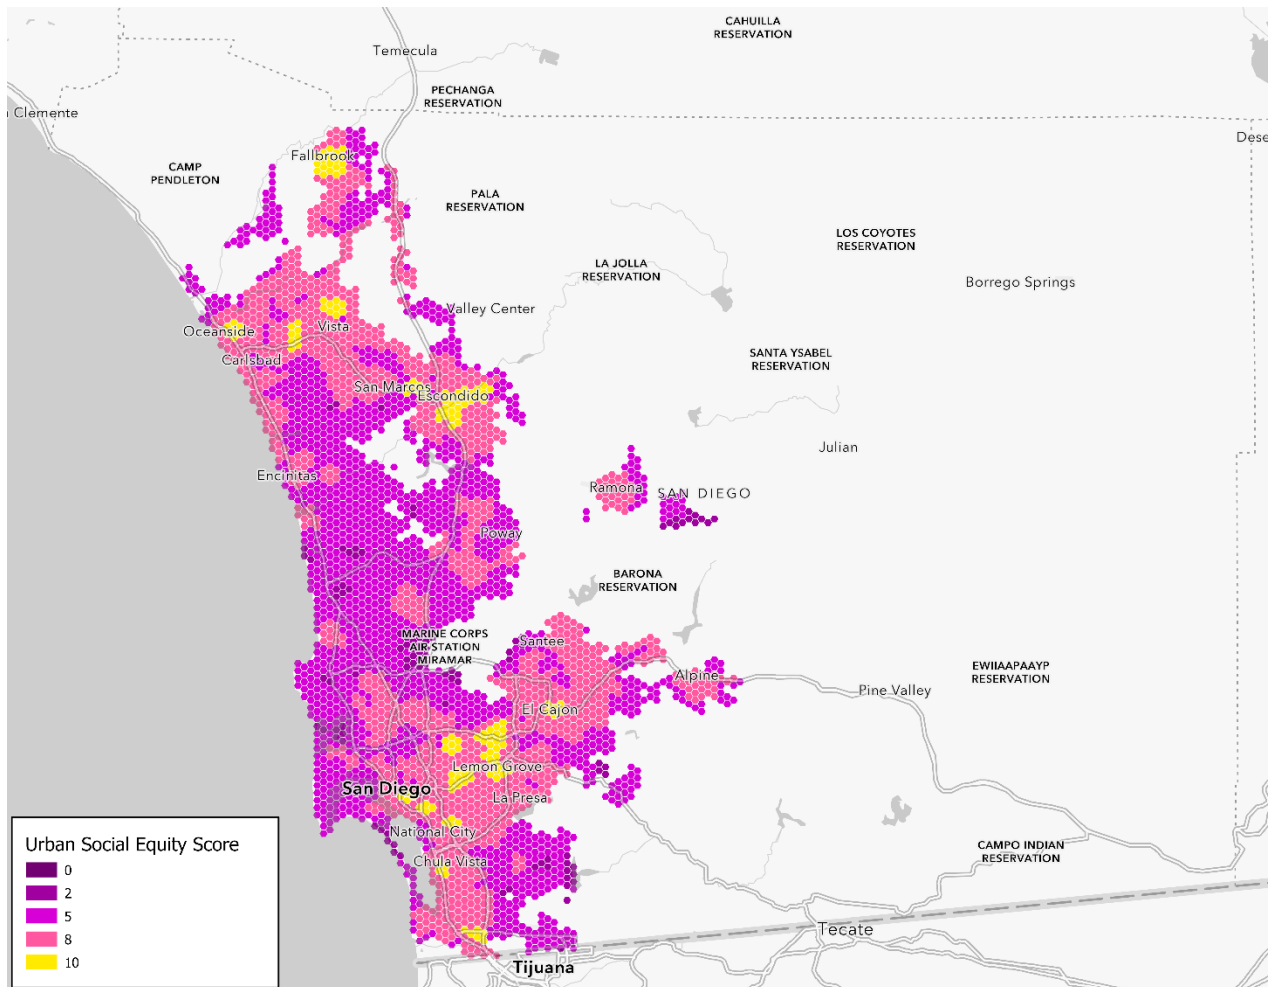 CAHUILLA
RESERVATION
Temecula
PECHANGA
RESERVATION
Clemente
Dese
Fallbrook
CAMP
PENDLETON
PALA
RESERVATION
LOS COYOTES
RESERVATION
LA JOLLA
RESERVATION
Borrego Springs
Valley Center
Oceanside
Vista
Carlsbad
SANTA YSABEL
RESERVATION
San Marcos
Escondido
Julian
Encinitas
Ramona
SAN DIEGO
Poway
BARONA
RESERVATION
MARINE CORPS
AIR STATION
MIRAMAR
Santee
Alpine
EWIIAAPAAYP
RESERVATION
Pine Valley
El Cajon
Lemon Grove
San Diego
La Presa
National City
Chula Vista
CAMPO INDIAN
RESERVATION
Tecate
Tijuana
Urban Social Equity Score
0
2
5
8
10